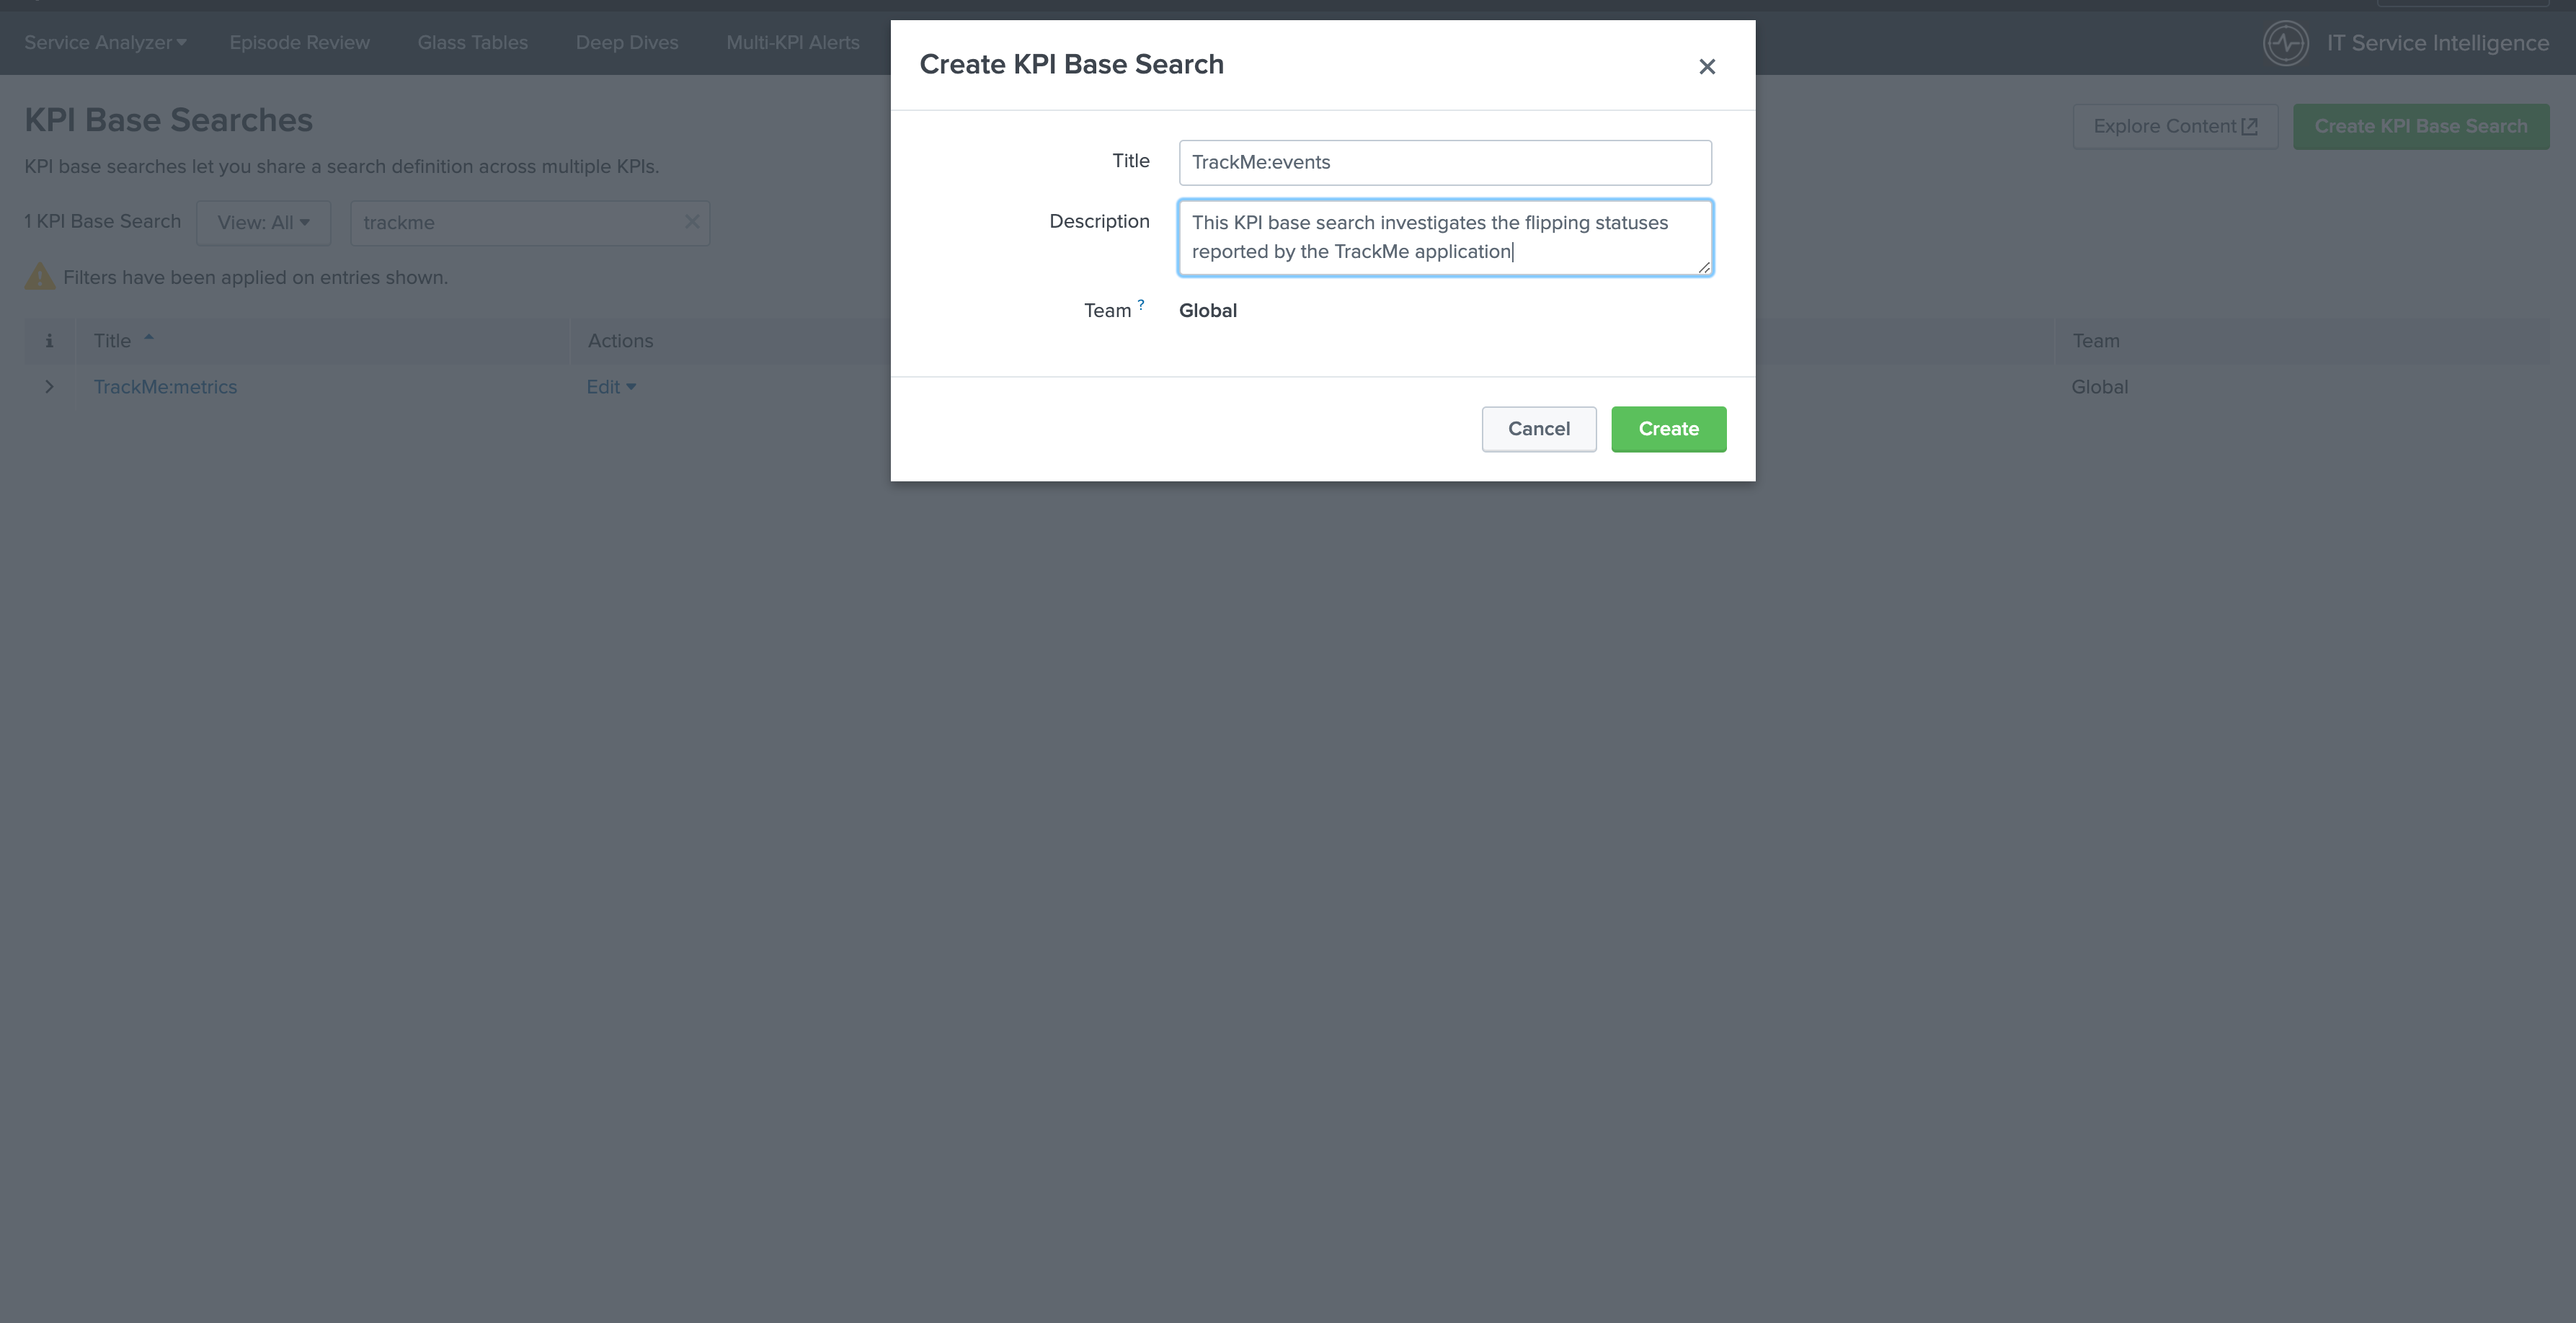 Service Analyzer
Episode Review
Glass Tables
Deep Dives
Multi-KPI Alerts
IT Service Intelligence
KPI Base Searches
Explore Content
Create KPI Base Search
KPI base searches let you share a search definition across multiple KPIs.
1 KPI Base Search
View: All
trackme
Filters have been applied on entries shown.
i
Title
Actions
Team
TrackMe:metrics
Edit
Global
Create KPI Base Search
Title
TrackMe:events
Description
This KPI base search investigates the flipping statuses
reported by the TrackMe application
Team ?
Global
Cancel
Create